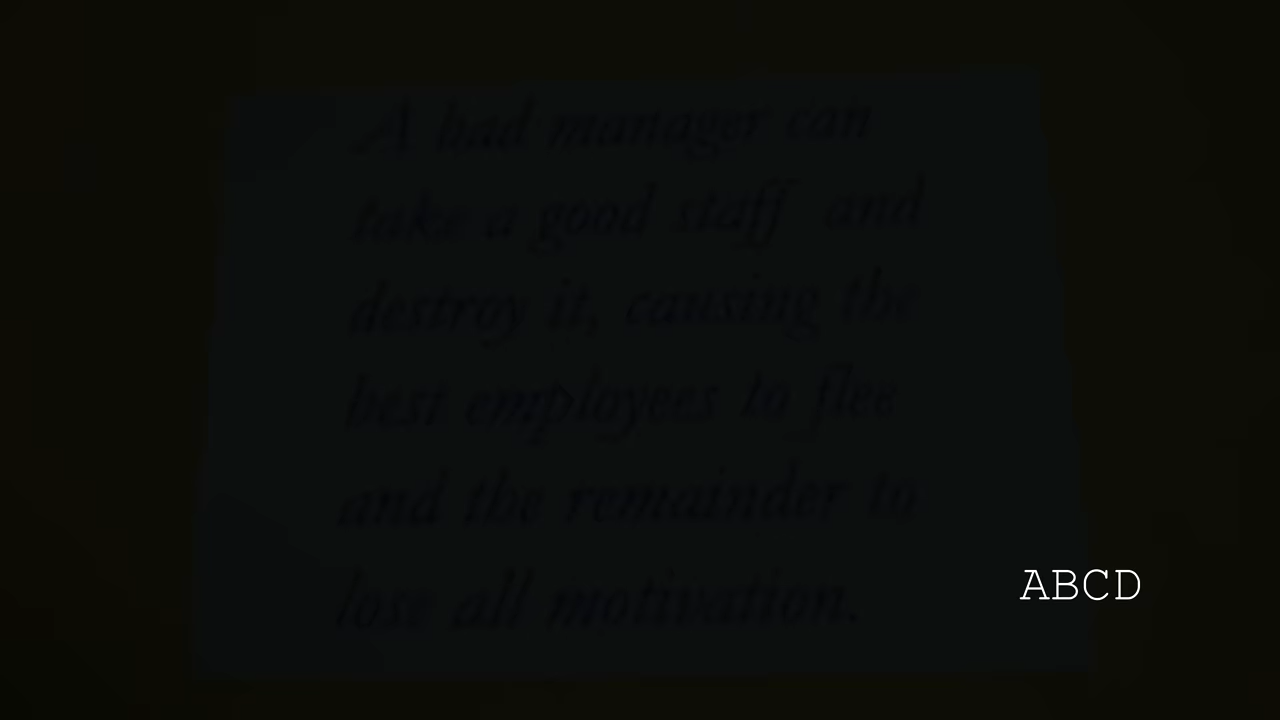 A bad manager can
take a good staff and
destroy it, causing the
best employees to flee
and the remainder to
lose all motivation.
ABCD